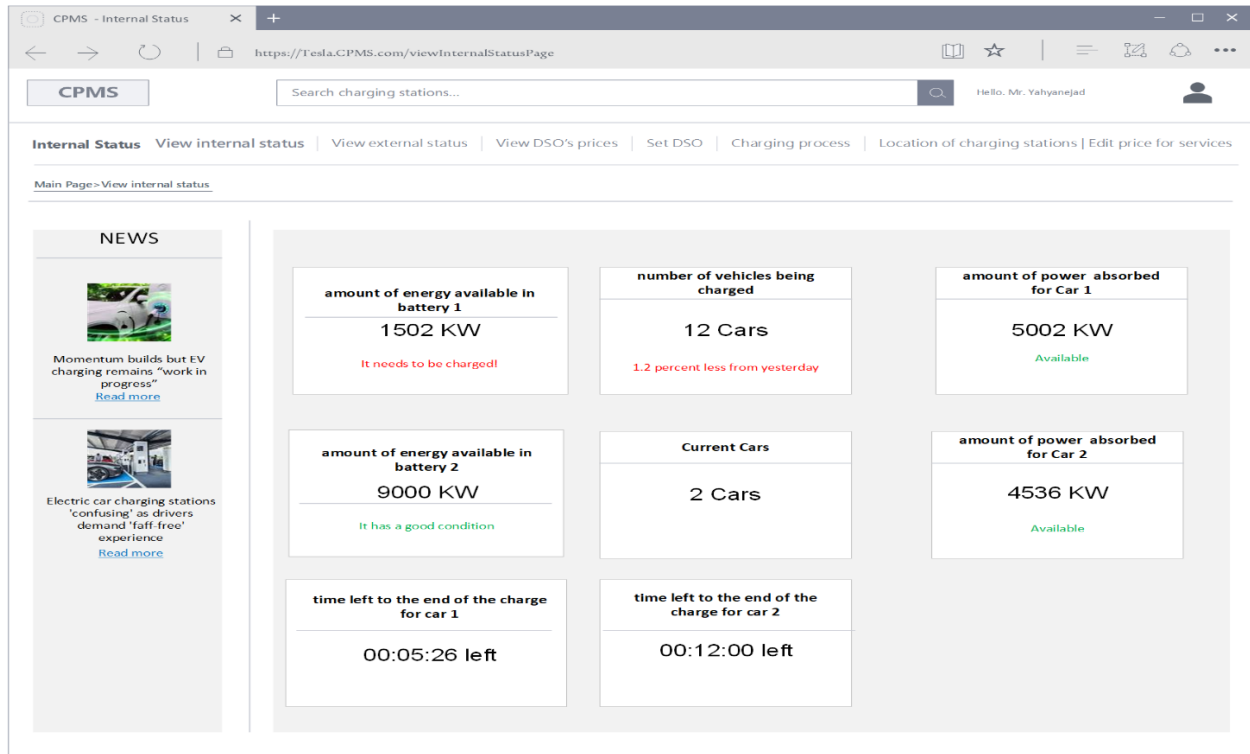 CPMS - Internal Status
https://Tesla.CPMS.com/viewInternalStatusPage
CPMS
Search charging stations...
Hello. Mr. Yahyanejad
Internal Status View internal status | View external status | View DSO's prices | Set DSO | Charging process | Location of charging stations | Edit price for services
Main Page>View internal status
NEWS
Momentum builds but EV
charging remains "work in
progress"
Read more
Electric car charging stations
'confusing' as drivers
demand 'faff-free'
experience
Read more
amount of energy available in
battery 1
1502 KW
It needs to be charged!
number of vehicles being
charged
12 Cars
1.2 percent less from yesterday
amount of power absorbed
for Car 1
5002 KW
Available
amount of energy available in
battery 2
9000 KW
It has a good condition
Current Cars
2 Cars
amount of power absorbed
for Car 2
4536 KW
Available
time left to the end of the charge
for car 1
00:05:26 left
time left to the end of the
charge for car 2
00:12:00 left